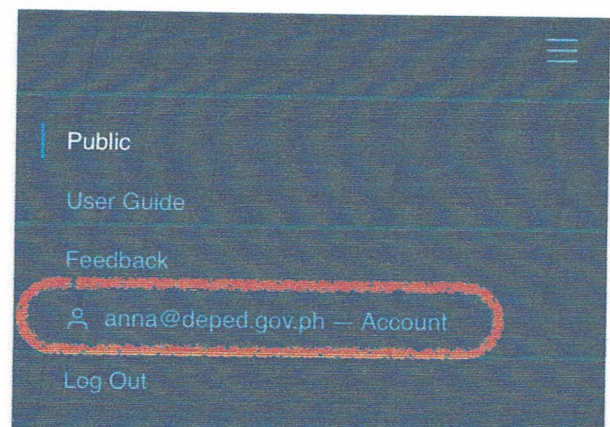 Public
User Guide
Feedback
anna@deped.gov.ph — Account
Log Out